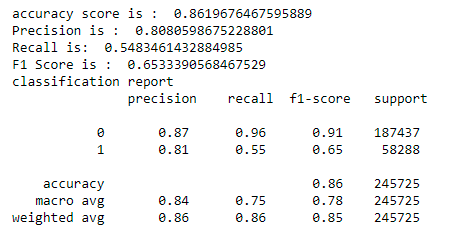 accuracy score is :  0.8619676467595889
Precision is :  0.8080598675228801
Recall is:  0.5483461432884985
F1 Score is :  0.6533390568467529
classification report
              precision    recall  f1-score   support

           0       0.87      0.96      0.91    187437
           1       0.81      0.55      0.65     58288

    accuracy                           0.86    245725
   macro avg       0.84      0.75      0.78    245725
weighted avg       0.86      0.86      0.85    245725